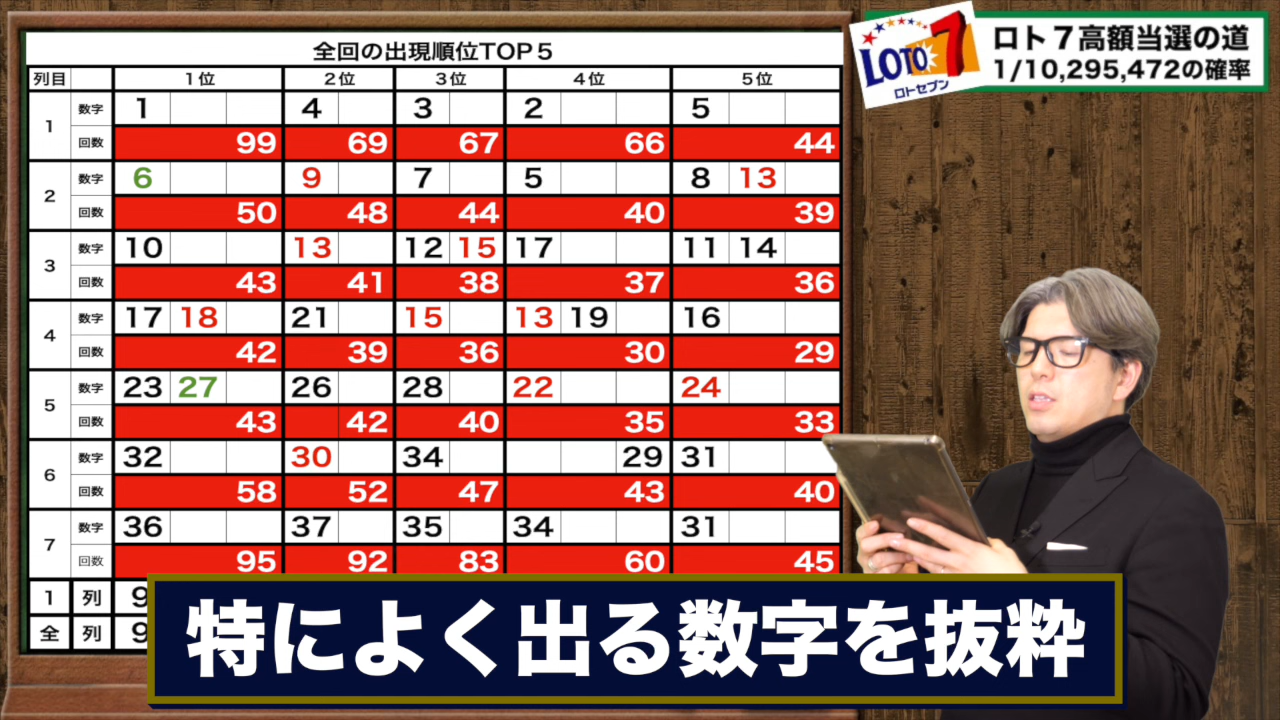 全回の出現順位TOP５
列目 １位 ２位 ３位 ４位 ５位
1 数字 1 4 3 2 5
回数 99 69 67 66 44
2 数字 6 9 7 5 8 13
回数 50 48 44 40 39
3 数字 10 13 12 15 17 11 14
回数 43 41 38 37 36
4 数字 17 18 21 15 13 19 16
回数 42 39 36 30 29
5 数字 23 27 26 28 22 24
回数 43 42 40 35 33
6 数字 32 30 34 29 31
回数 58 52 47 43 40
7 数字 36 37 35 34 31
回数 95 92 83 60 45
1 列
全 列
LOTO 7
ロトセブン
ロト７高額当選の道
1/10,295,472の確率
特によく出る数字を抜粋